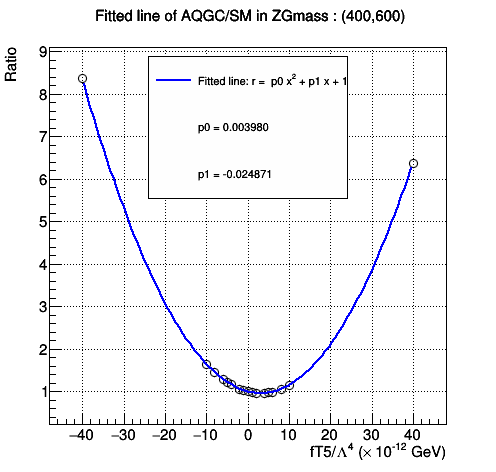 Fitted line of AQGC/SM in ZGmass : (400,600)
Ratio
Fitted line: r = p0 x² + p1 x + 1
p0 = 0.003980
p1 = -0.024871
9
8
7
6
5
4
3
2
1
−40 −30 −20 −10 0 10 20 30 40
fT5/Λ⁴ (× 10⁻¹² GeV)